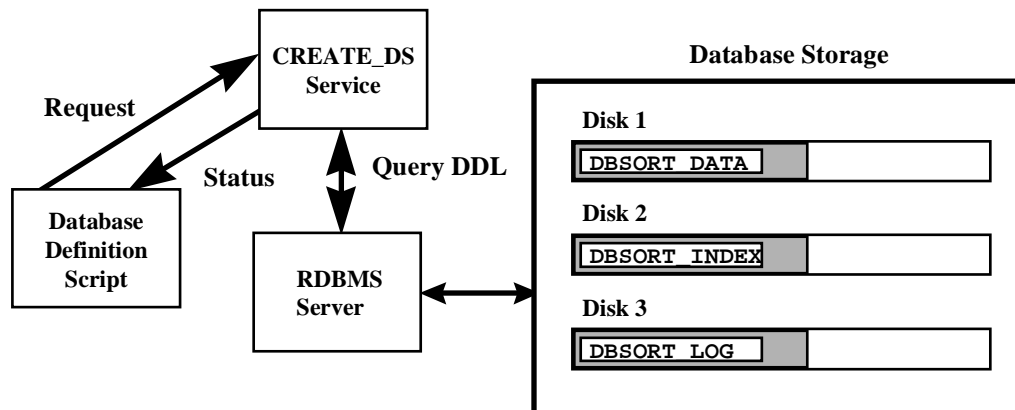 CREATE_DS
Service
Database Storage
Request
Disk 1
DBSORT_DATA
Status
Query DDL
Database
Definition
Script
Disk 2
DBSORT_INDEX
RDBMS
Server
Disk 3
DBSORT_LOG